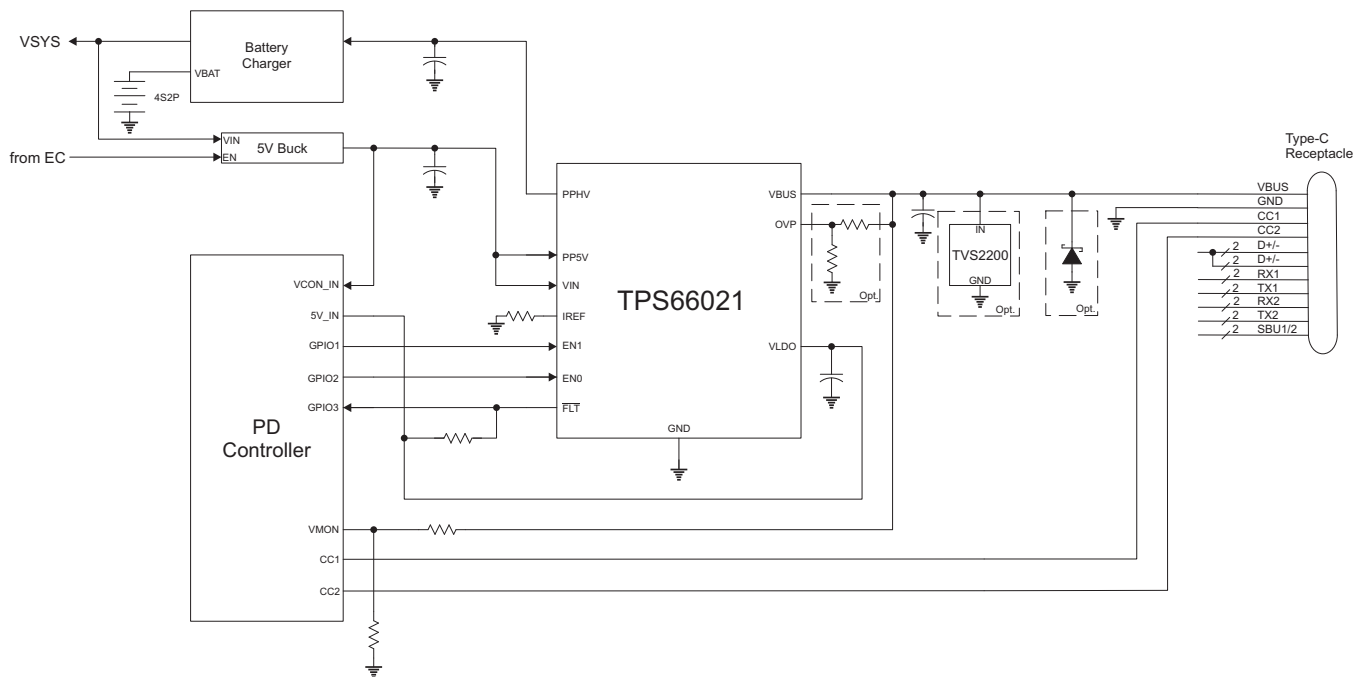 VSYS
Battery
Charger
VBAT
4S2P
from EC
VIN
EN
5V Buck
PD
Controller
VCON_IN
5V_IN
GPIO1
GPIO2
GPIO3
VMON
CC1
CC2
TPS66021
PPHV
PP5V
VIN
IREF
EN1
EN0
FLT
GND
VBUS
OVP
VLDO
Opt.
IN
TVS2200
GND
Opt.
Opt.
Type-C
Receptacle
VBUS
GND
CC1
CC2
2 D+/-
2 D+/-
2 RX1
2 TX1
2 RX2
2 TX2
2 SBU1/2